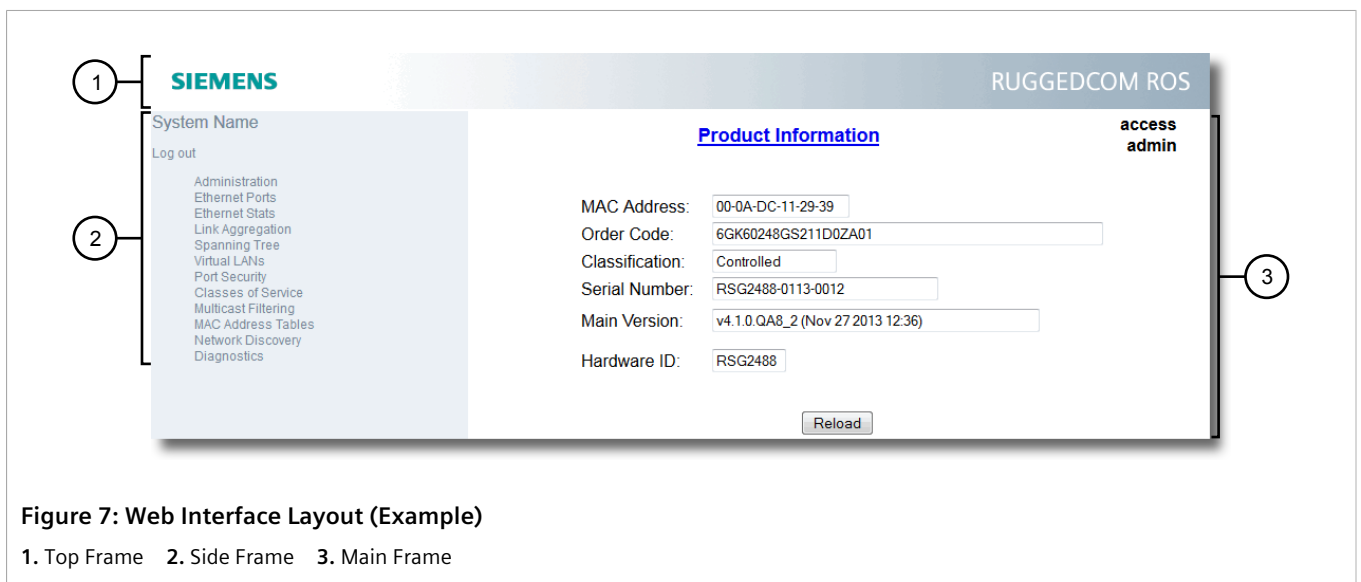 1
SIEMENS
RUGGEDCOM ROS
2
System Name
Log out
Administration
Ethernet Ports
Ethernet Stats
Link Aggregation
Spanning Tree
Virtual LANs
Port Security
Classes of Service
Multicast Filtering
MAC Address Tables
Network Discovery
Diagnostics
Product Information
access
admin
MAC Address: 00-0A-DC-11-29-39
Order Code: 6GK60248GS211D0ZA01
Classification: Controlled
Serial Number: RSG2488-0113-0012
Main Version: v4.1.0.QA8_2 (Nov 27 2013 12:36)
Hardware ID: RSG2488
Reload
3
Figure 7: Web Interface Layout (Example)
1. Top Frame 2. Side Frame 3. Main Frame